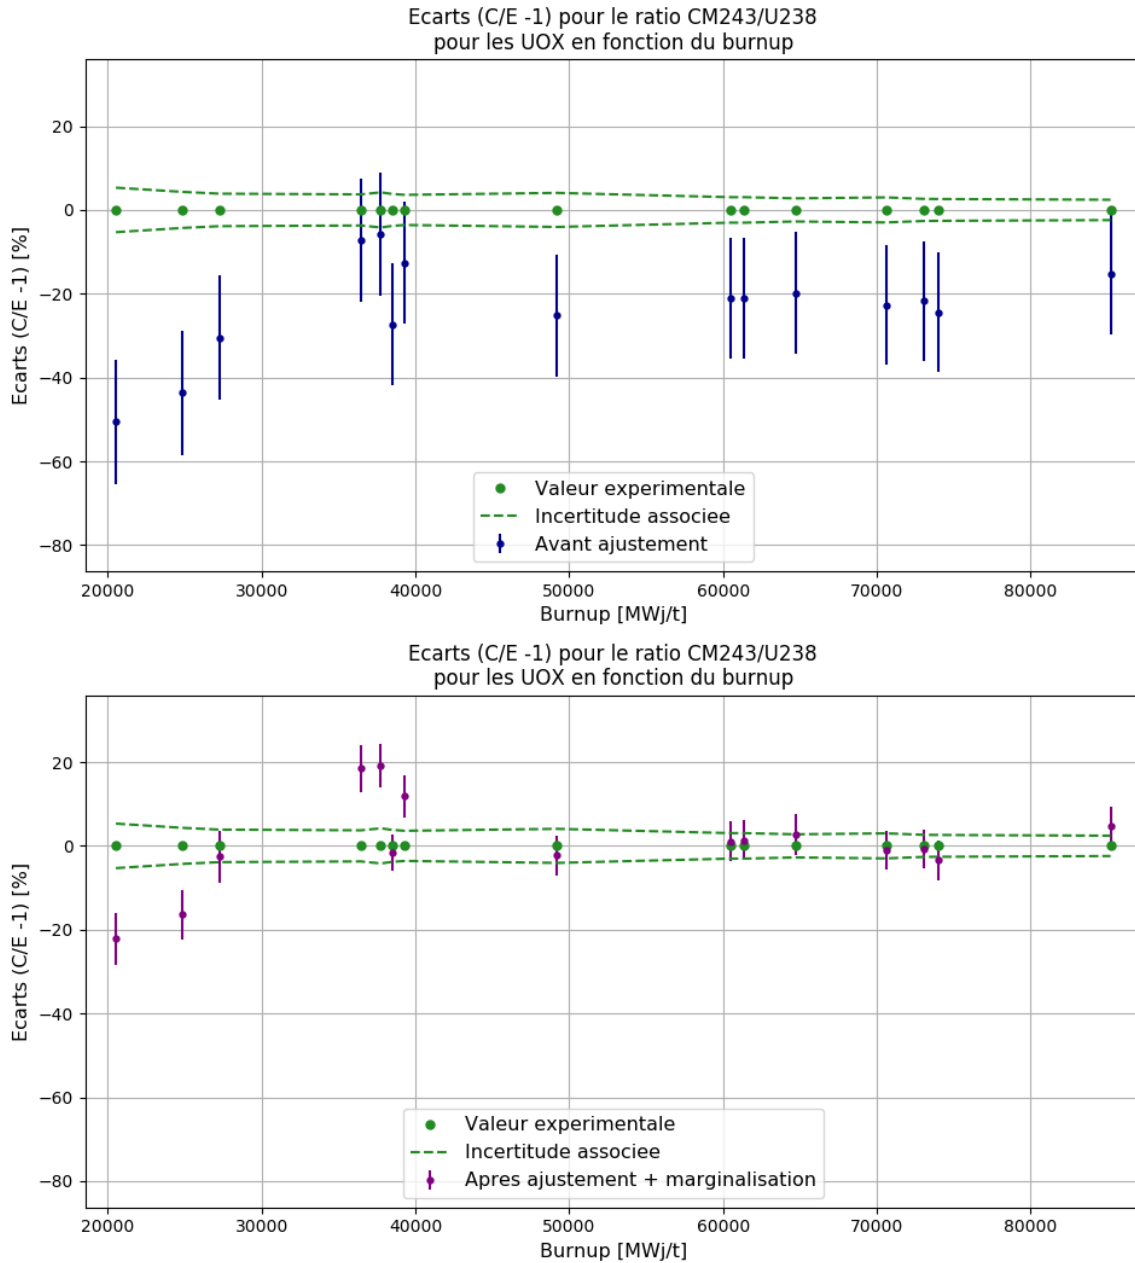 Ecarts (C/E -1) pour le ratio CM243/U238
pour les UOX en fonction du burnup
Ecarts (C/E -1) [%]
20
0
−20
−40
−60
−80
Valeur experimentale
Incertitude associee
Avant ajustement
20000 30000 40000 50000 60000 70000 80000
Burnup [MWj/t]
Ecarts (C/E -1) pour le ratio CM243/U238
pour les UOX en fonction du burnup
Ecarts (C/E -1) [%]
20
0
−20
−40
−60
−80
Valeur experimentale
Incertitude associee
Apres ajustement + marginalisation
20000 30000 40000 50000 60000 70000 80000
Burnup [MWj/t]